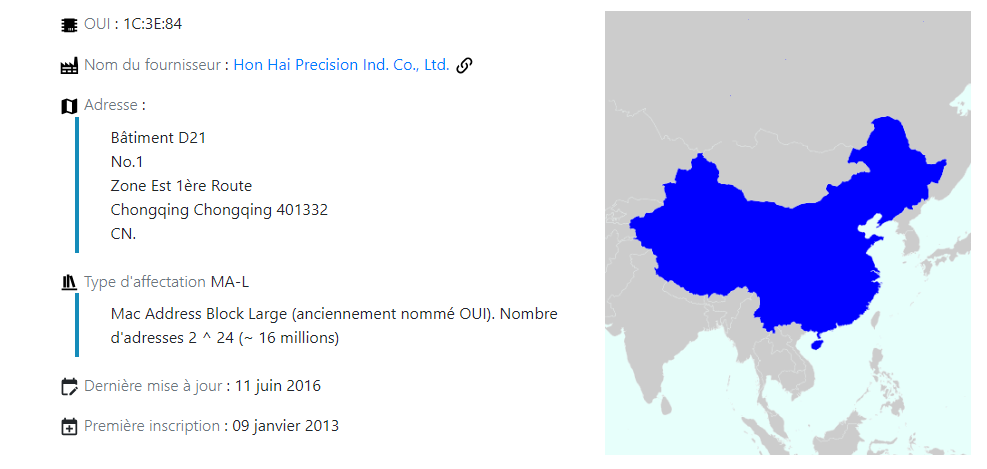 OUI : 1C:3E:84
Nom du fournisseur : Hon Hai Precision Ind. Co., Ltd.
Adresse :
Bâtiment D21
No.1
Zone Est 1ère Route
Chongqing Chongqing 401332
CN.
Type d'affectation MA-L
Mac Address Block Large (anciennement nommé OUI). Nombre
d'adresses 2 ^ 24 (~ 16 millions)
Dernière mise à jour : 11 juin 2016
Première inscription : 09 janvier 2013